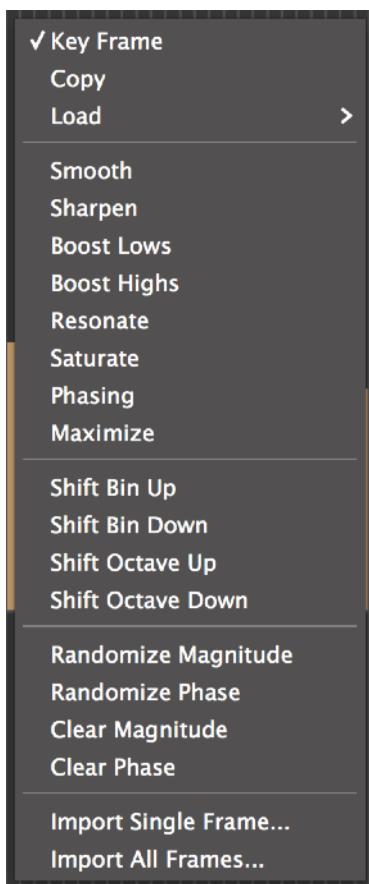 ✓ Key Frame
Copy
Load >
Smooth
Sharpen
Boost Lows
Boost Highs
Resonate
Saturate
Phasing
Maximize
Shift Bin Up
Shift Bin Down
Shift Octave Up
Shift Octave Down
Randomize Magnitude
Randomize Phase
Clear Magnitude
Clear Phase
Import Single Frame...
Import All Frames...